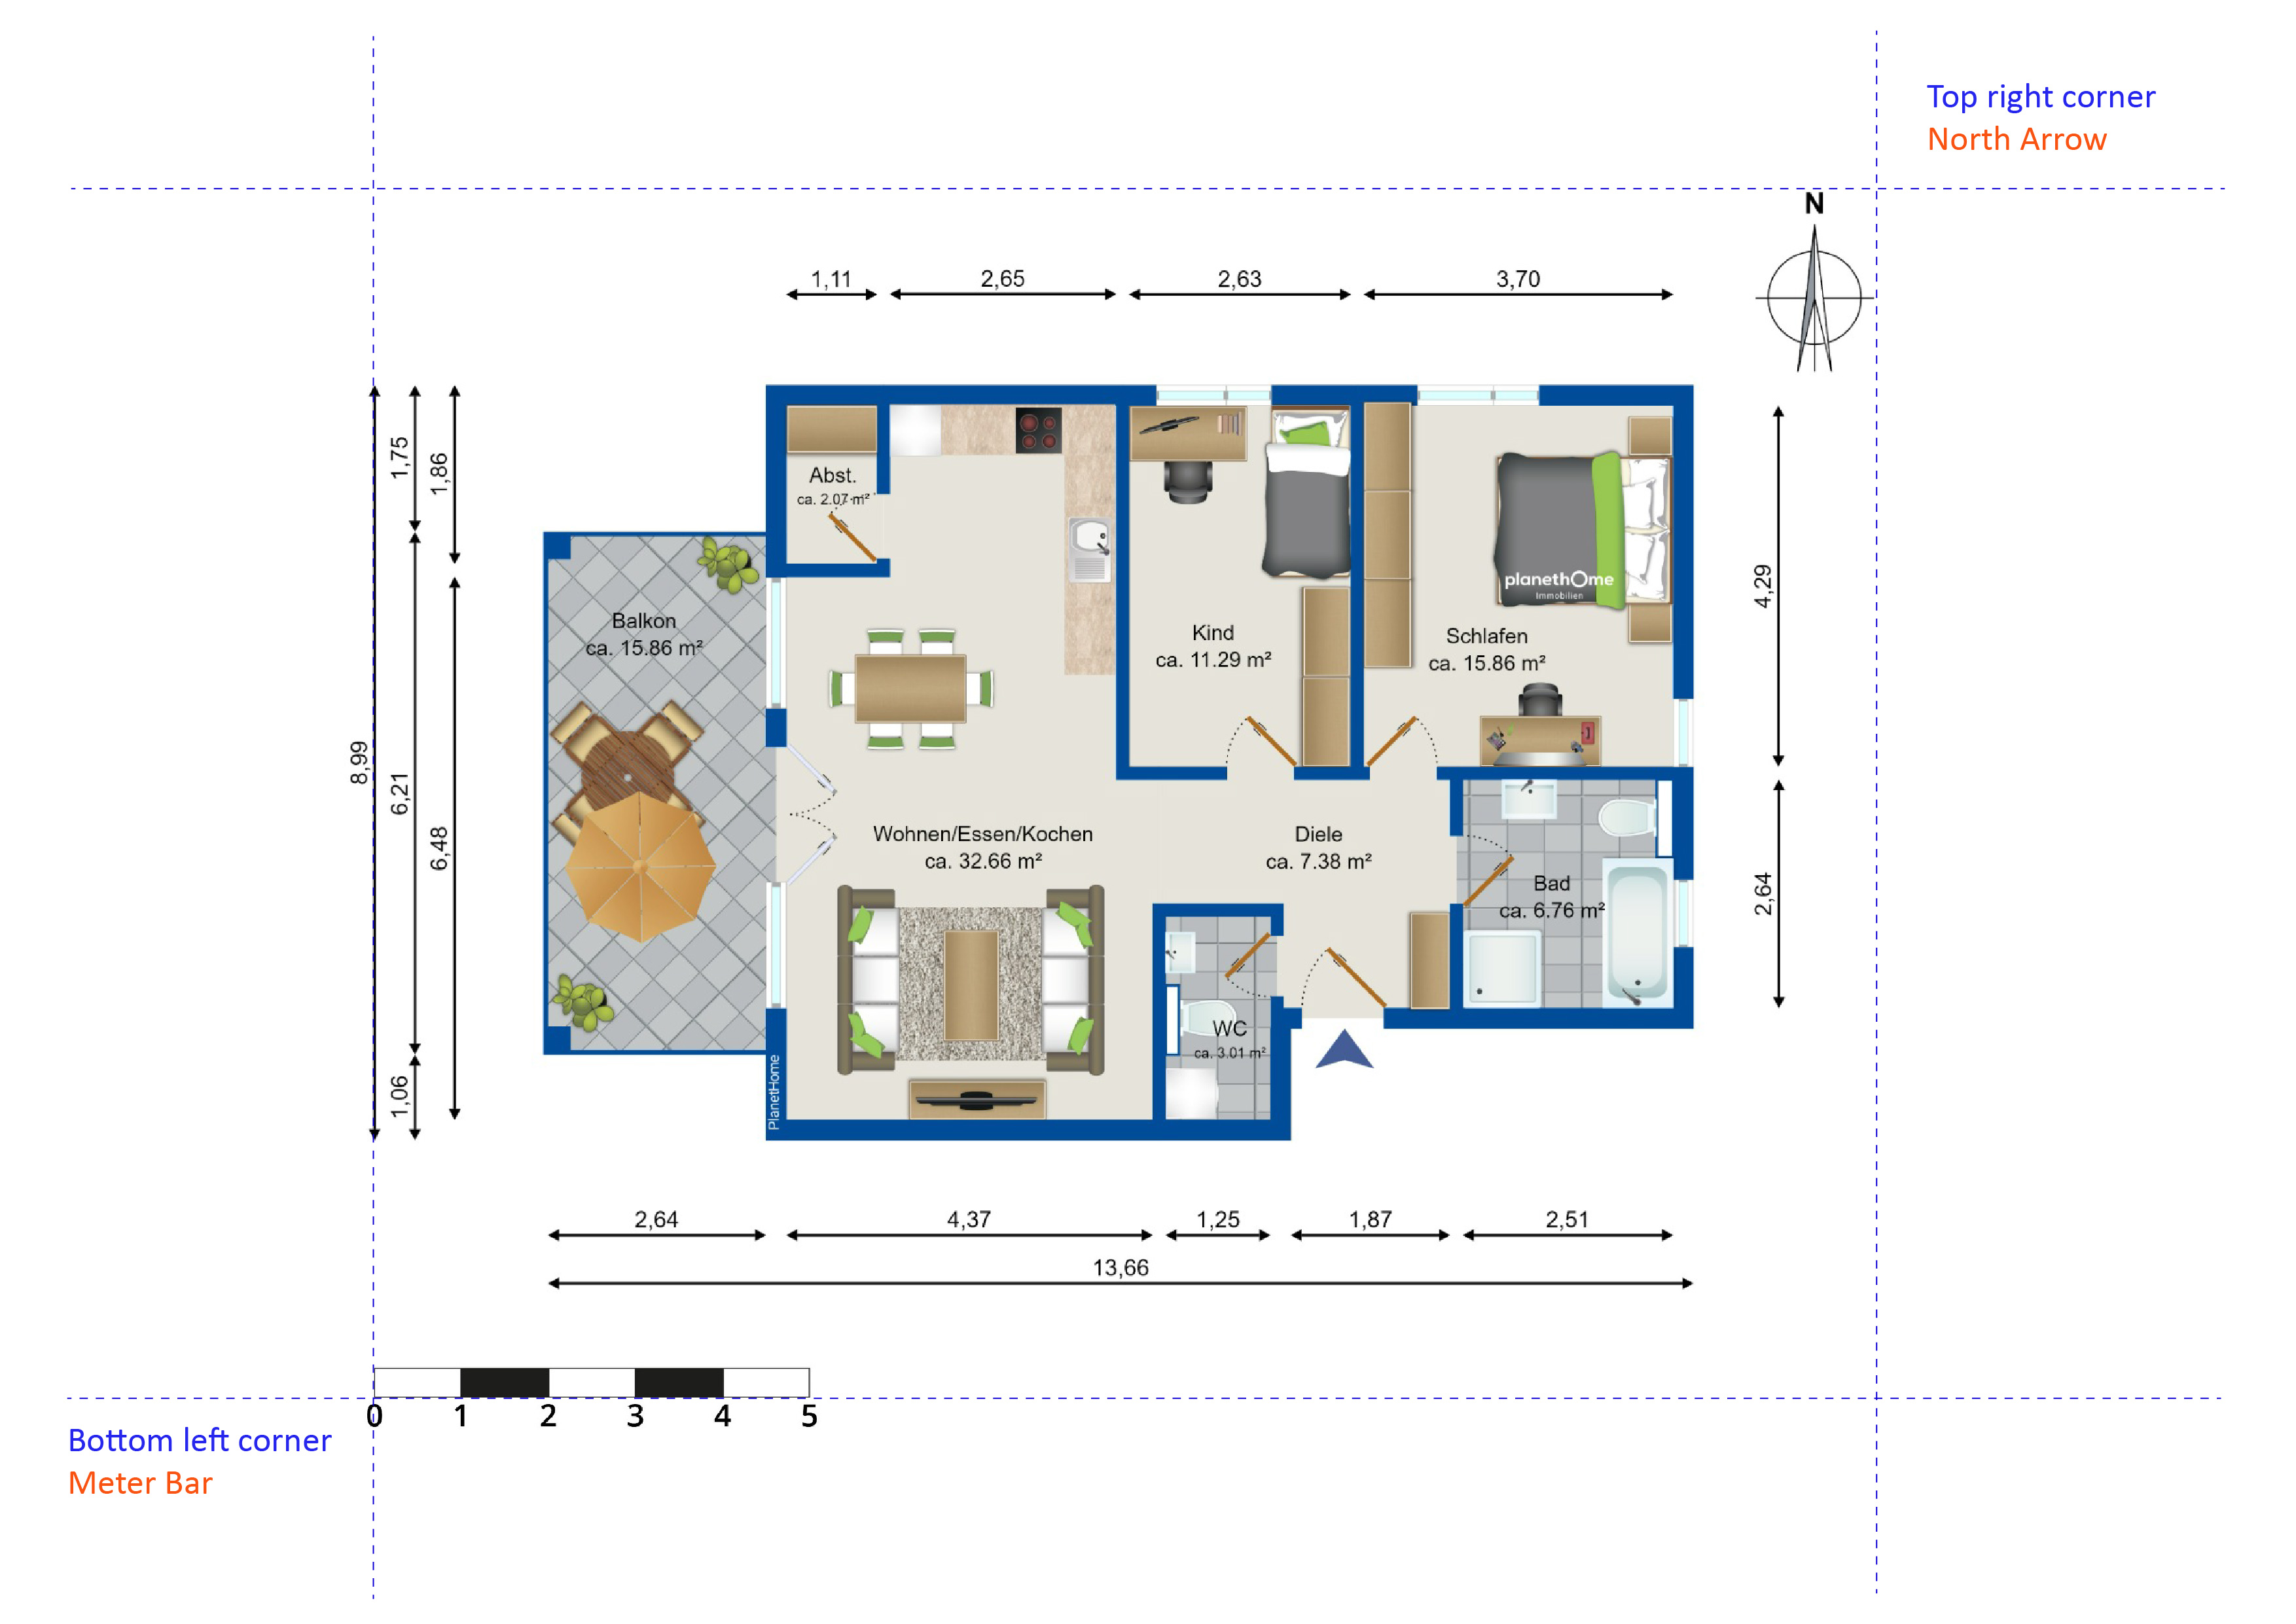 Top right corner
North Arrow
N
1,11
2,65
2,63
3,70
1,75
1,86
8,99
6,21
6,48
1,06
4,29
2,64
Abst.
ca. 2.07 m²
Balkon
ca. 15.86 m²
Kind
ca. 11.29 m²
planethOme
Immobilien
Schlafen
ca. 15.86 m²
Wohnen/Essen/Kochen
ca. 32.66 m²
Diele
ca. 7.38 m²
Bad
ca. 6.76 m²
WC
ca. 3.01 m²
PlanetHome
2,64
4,37
1,25
1,87
2,51
13,66
0 1 2 3 4 5
Bottom left corner
Meter Bar